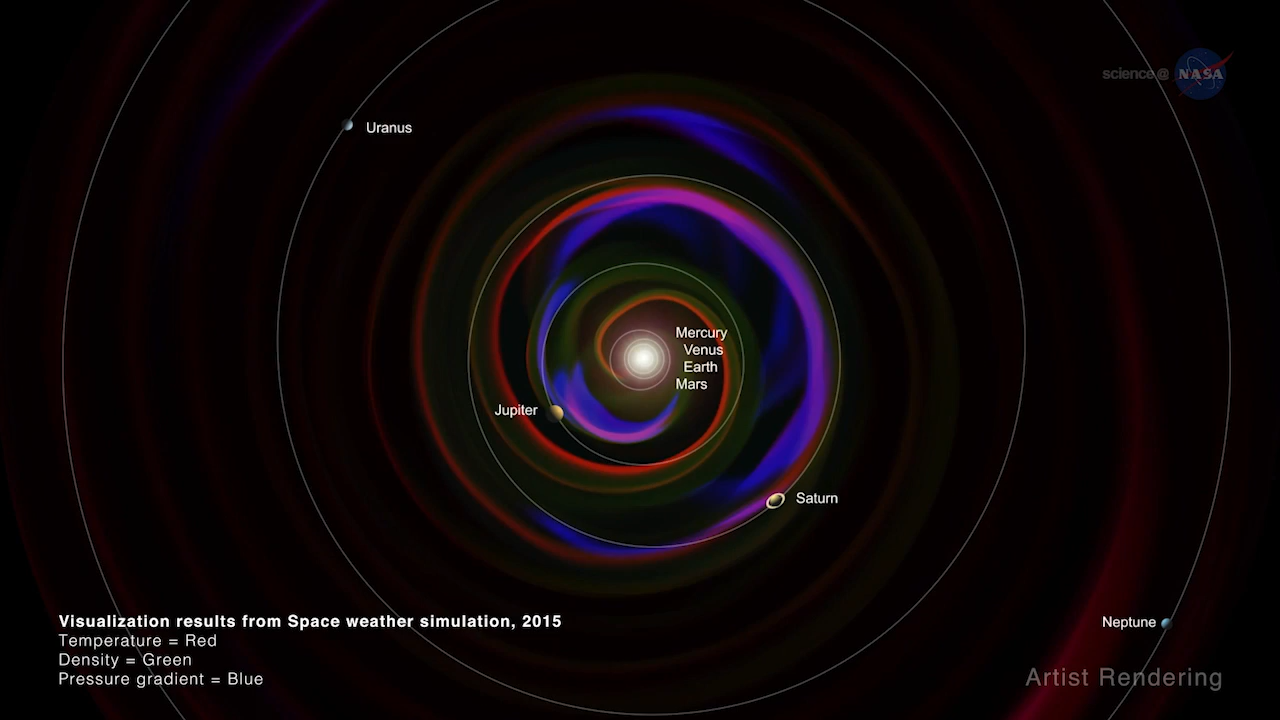 science@ NASA
Uranus
Mercury
Venus
Earth
Mars
Jupiter
Saturn
Neptune
Visualization results from Space weather simulation, 2015
Temperature = Red
Density = Green
Pressure gradient = Blue
Artist Rendering